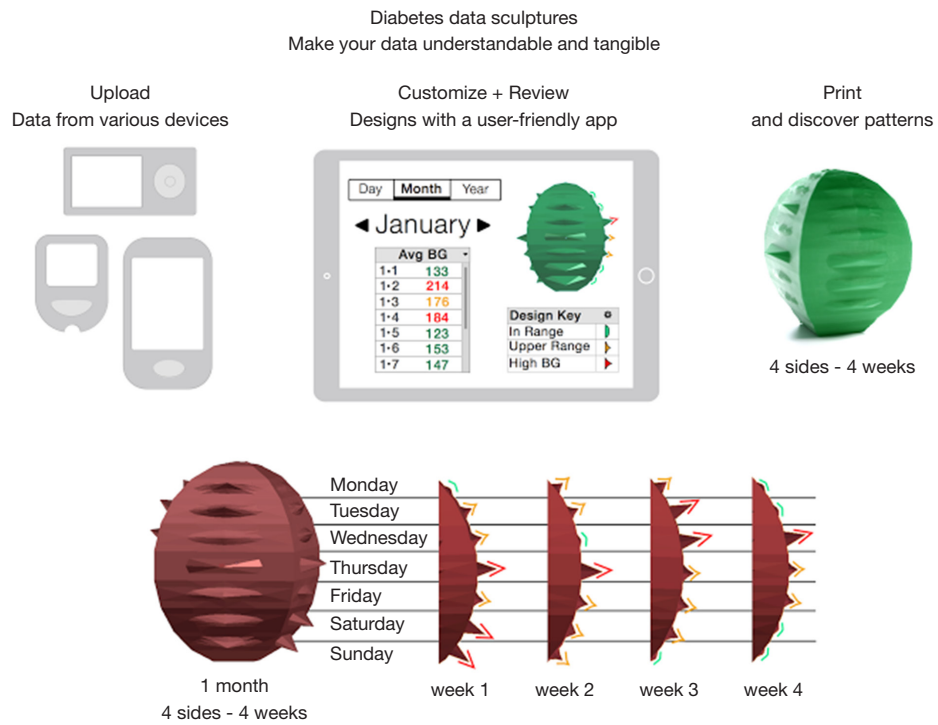 Diabetes data sculptures
Make your data understandable and tangible
Upload
Data from various devices
Customize + Review
Designs with a user-friendly app
Print
and discover patterns
Day Month Year
January
Avg BG
1•1 133
1•2 214
1•3 176
1•4 184
1•5 123
1•6 153
1•7 147
Design Key
In Range
Upper Range
High BG
4 sides - 4 weeks
Monday
Tuesday
Wednesday
Thursday
Friday
Saturday
Sunday
1 month
4 sides - 4 weeks
week 1
week 2
week 3
week 4